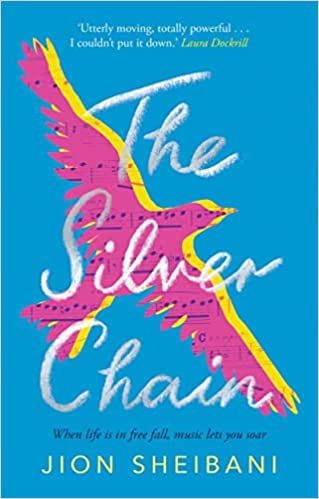 ‘Utterly moving, totally powerful . . .
I couldn’t put it down.’ Laura Dockrill
The
Silver
Chain
When life is in free fall, music lets you soar
JION SHEIBANI